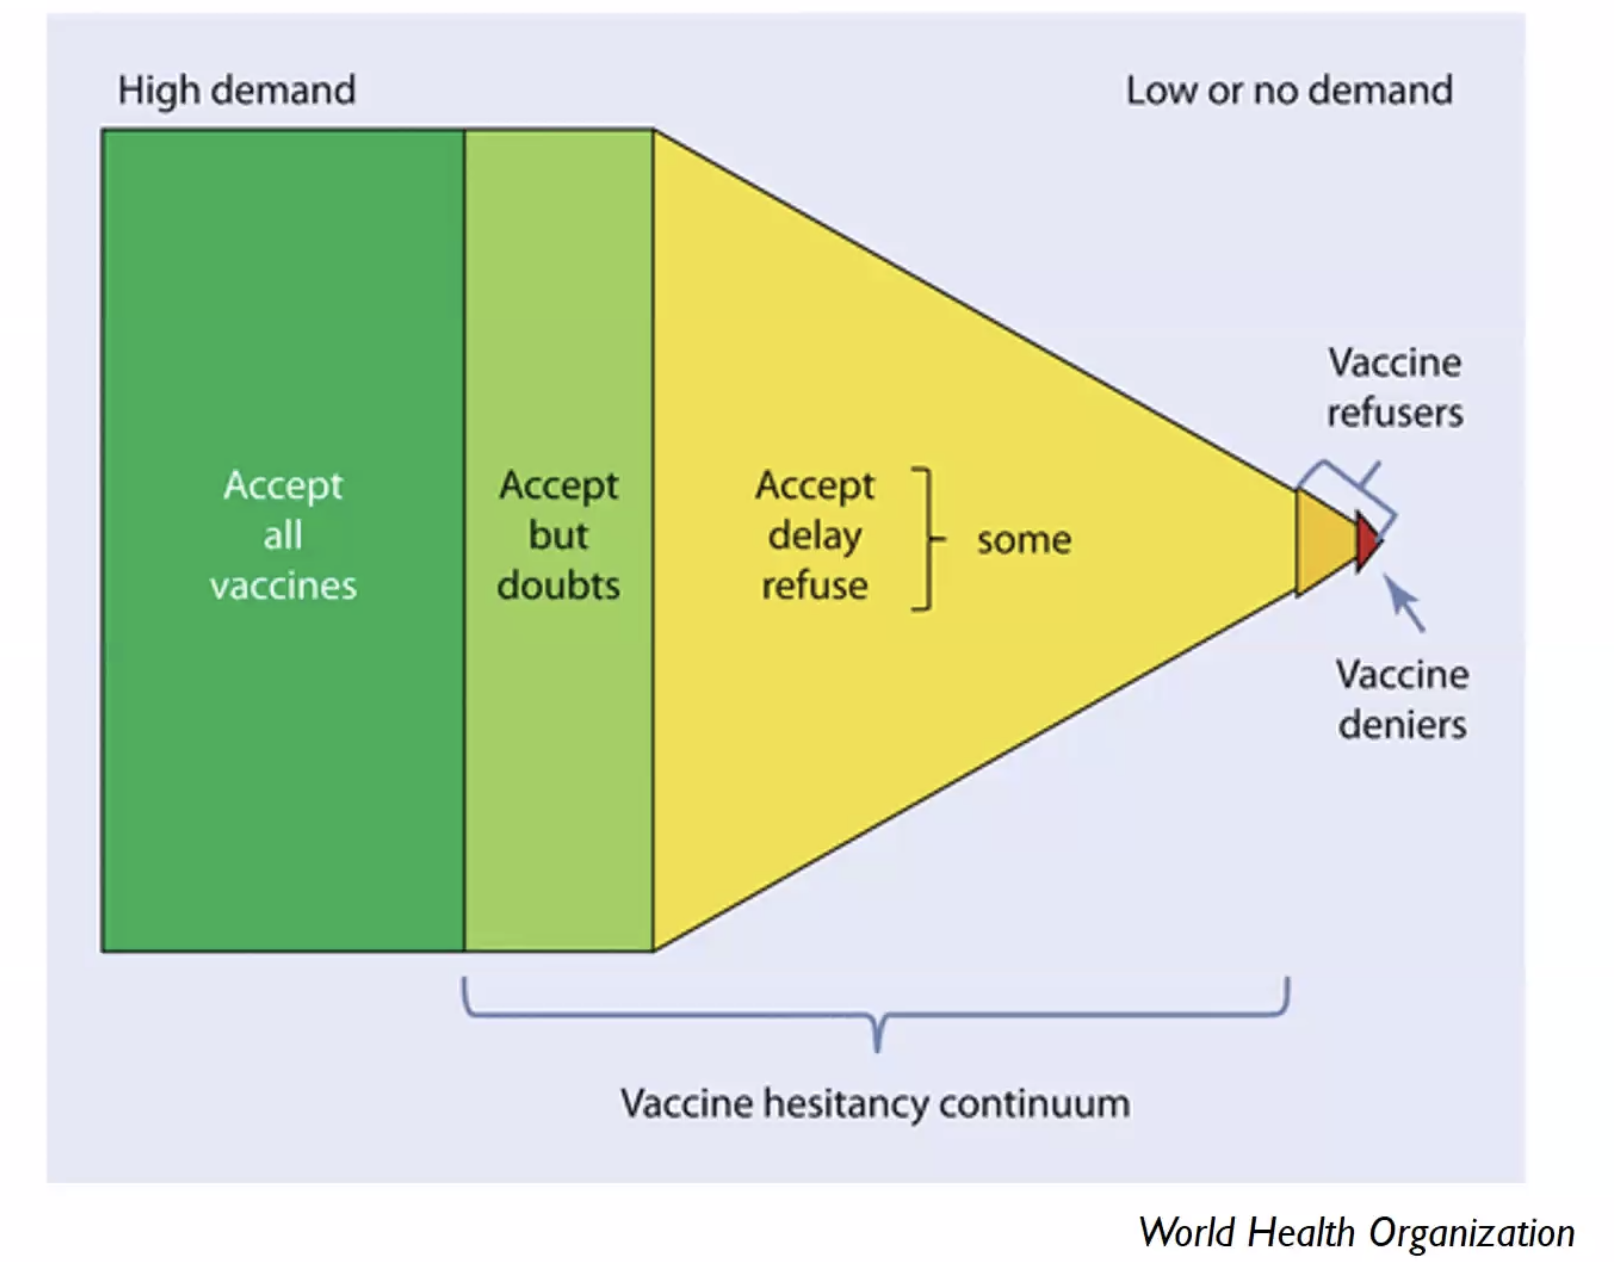 High demand
Low or no demand
Accept
all
vaccines
Accept
but
doubts
Accept
delay
refuse
some
Vaccine
refusers
Vaccine
deniers
Vaccine hesitancy continuum
World Health Organization